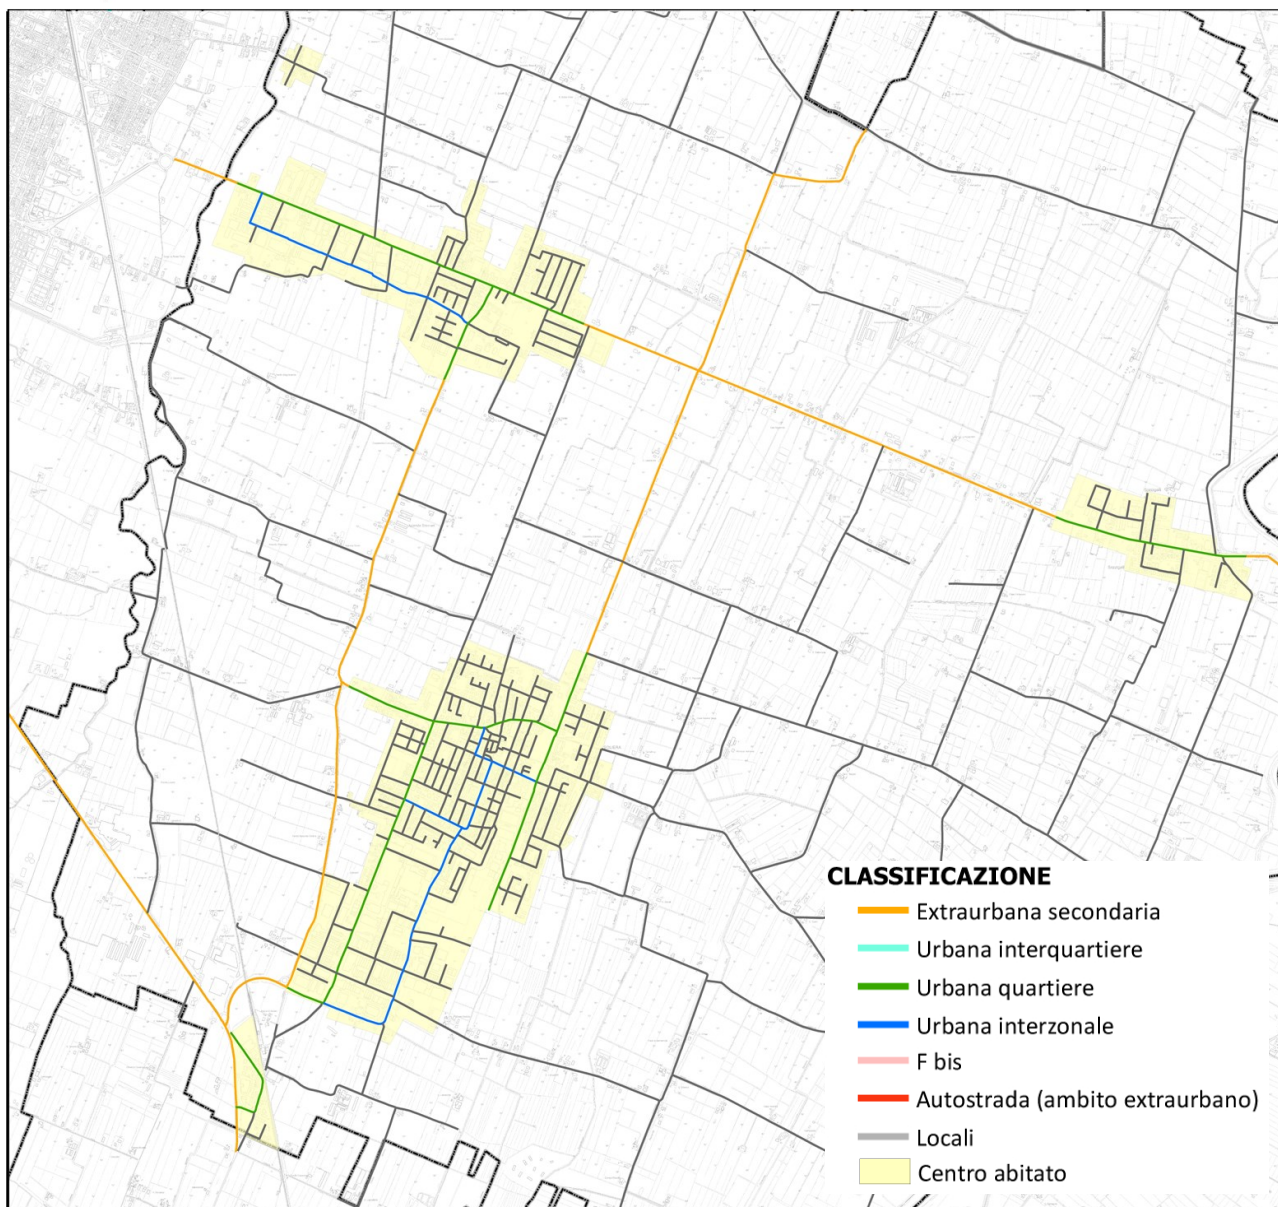 CLASSIFICAZIONE
Extraurbana secondaria
Urbana interquartiere
Urbana quartiere
Urbana interzonale
F bis
Autostrada (ambito extraurbano)
Locali
Centro abitato